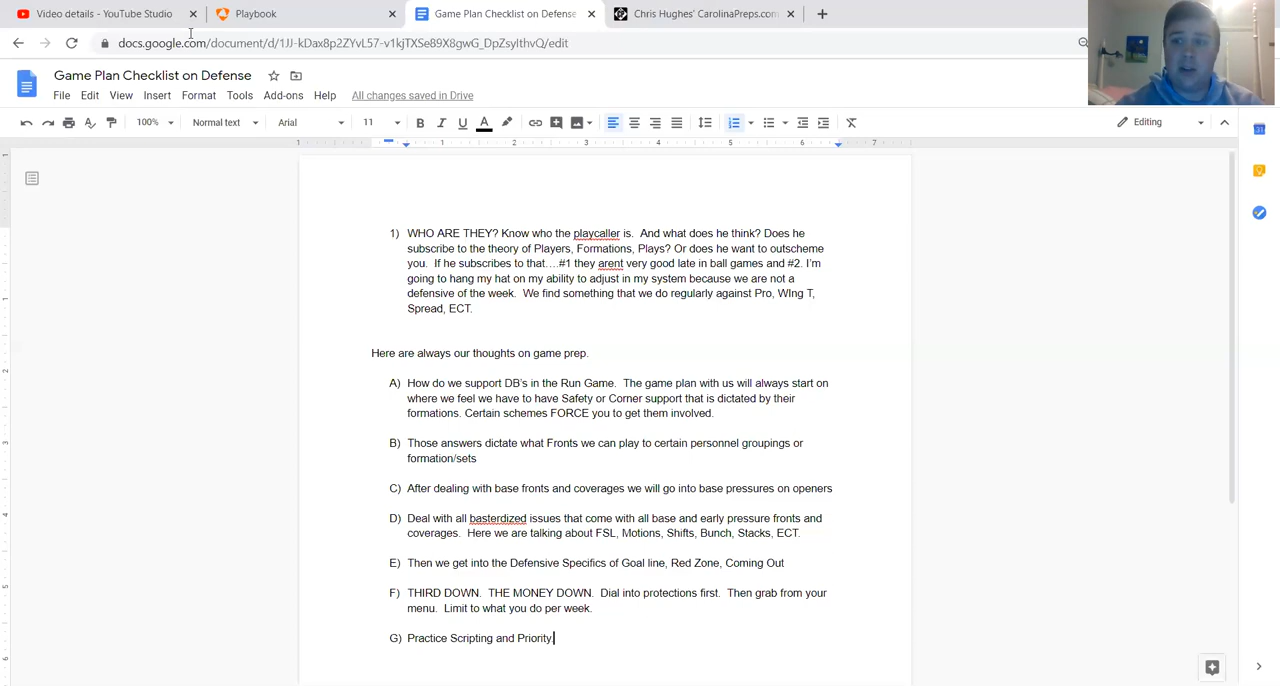 Video details - YouTube Studio
Playbook
Game Plan Checklist on Defense
Chris Hughes' CarolinaPreps.com
docs.google.com/document/d/1JJ-kDax8p2ZYvL57-v1kjTXSe89X8gwG_DpZsyIthvQ/edit
Game Plan Checklist on Defense
File Edit View Insert Format Tools Add-ons Help All changes saved in Drive
100% Normal text Arial 11 B I U A Editing
1 1 2 3 4 5 6 7
1) WHO ARE THEY? Know who the playcaller is. And what does he think? Does he
subscribe to the theory of Players, Formations, Plays? Or does he want to outscheme
you. If he subscribes to that....#1 they arent very good late in ball games and #2. I'm
going to hang my hat on my ability to adjust in my system because we are not a
defensive of the week. We find something that we do regularly against Pro, WIng T,
Spread, ECT.
Here are always our thoughts on game prep.
A) How do we support DB's in the Run Game. The game plan with us will always start on
where we feel we have to have Safety or Corner support that is dictated by their
formations. Certain schemes FORCE you to get them involved.
B) Those answers dictate what Fronts we can play to certain personnel groupings or
formation/sets
C) After dealing with base fronts and coverages we will go into base pressures on openers
D) Deal with all basterdized issues that come with all base and early pressure fronts and
coverages. Here we are talking about FSL, Motions, Shifts, Bunch, Stacks, ECT.
E) Then we get into the Defensive Specifics of Goal line, Red Zone, Coming Out
F) THIRD DOWN. THE MONEY DOWN. Dial into protections first. Then grab from your
menu. Limit to what you do per week.
G) Practice Scripting and Priority